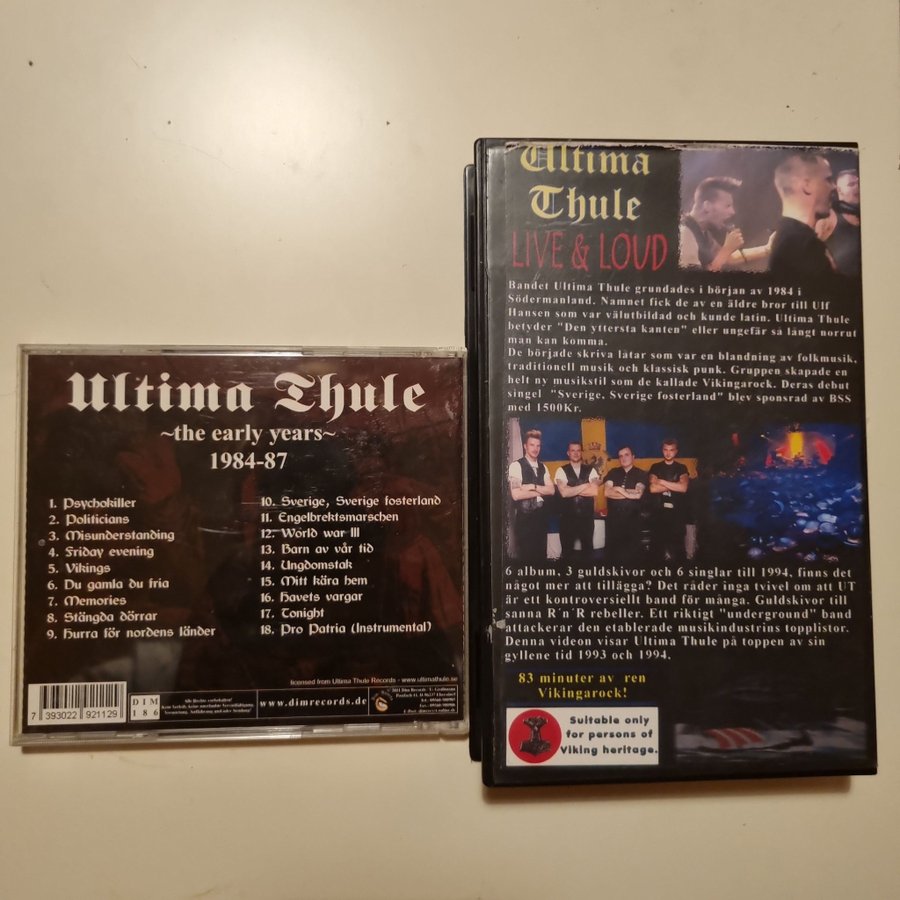 Ultima Thule
~the early years~
1984-87
1. Psychokiller
2. Politicians
3. Misunderstanding
4. Friday evening
5. Vikings
6. Du gamla du fria
7. Memories
8. Stängda dörrar
9. Hurra för nordens länder
10. Sverige, Sverige fosterland
11. Engelbrektsmarschen
12. World war III
13. Barn av vår tid
14. Ungdomstak
15. Mitt kära hem
16. Havets vargar
17. Tonight
18. Pro Patria (Instrumental)
licensed from Ultima Thule Records - www.ultimathule.se
7 393022 921129
DIM
186
www.dimrecords.de
Ultima
Thule
LIVE & LOUD
Bandet Ultima Thule grundades i början av 1984 i
Södermanland. Namnet fick de av en äldre bror till Ulf
Hansen som var välutbildad och kunde latin. Ultima Thule
betyder "Den yttersta kanten" eller ungefär så långt norrut
man kan komma.
De började skriva låtar som var en blandning av folkmusik,
traditionell musik och klassisk punk. Gruppen skapade en
helt ny musikstil som de kallade Vikingarock. Deras debut
singel "Sverige, Sverige fosterland" blev sponsrad av BSS
med 1500Kr.
6 album, 3 guldskivor och 6 singlar till 1994, finns det
något mer att tillägga? Det råder inga tvivel om att UT
är ett kontroversiellt band för många. Guldskivor till
sanna R´n´R rebeller. Ett riktigt "underground" band
attackerar den etablerade musikindustrins topplistor.
Denna videon visar Ultima Thule på toppen av sin
gyllene tid 1993 och 1994.
83 minuter av ren
Vikingarock!
Suitable only
for persons of
Viking heritage.